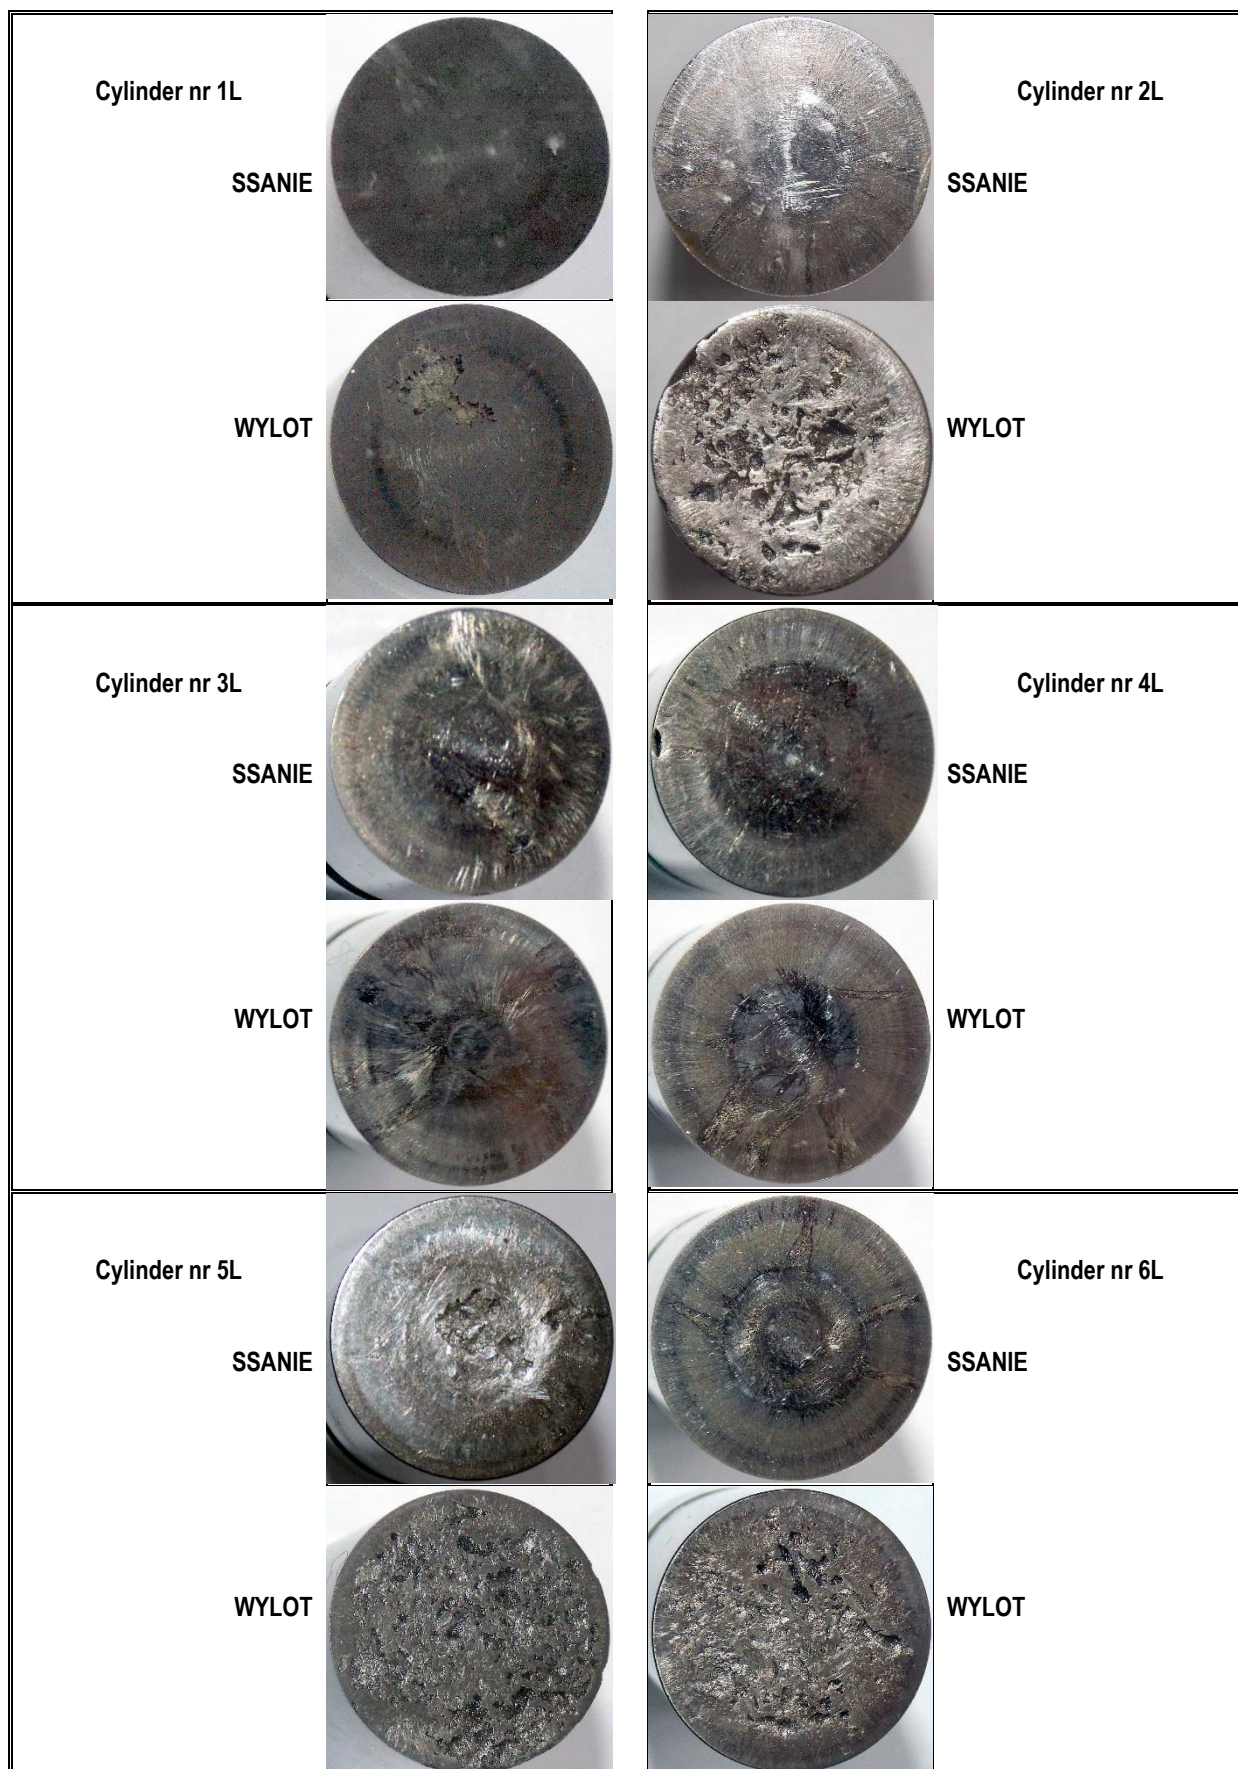 Cylinder nr 1L
SSANIE
WYLOT
Cylinder nr 2L
SSANIE
WYLOT
Cylinder nr 3L
SSANIE
WYLOT
Cylinder nr 4L
SSANIE
WYLOT
Cylinder nr 5L
SSANIE
WYLOT
Cylinder nr 6L
SSANIE
WYLOT